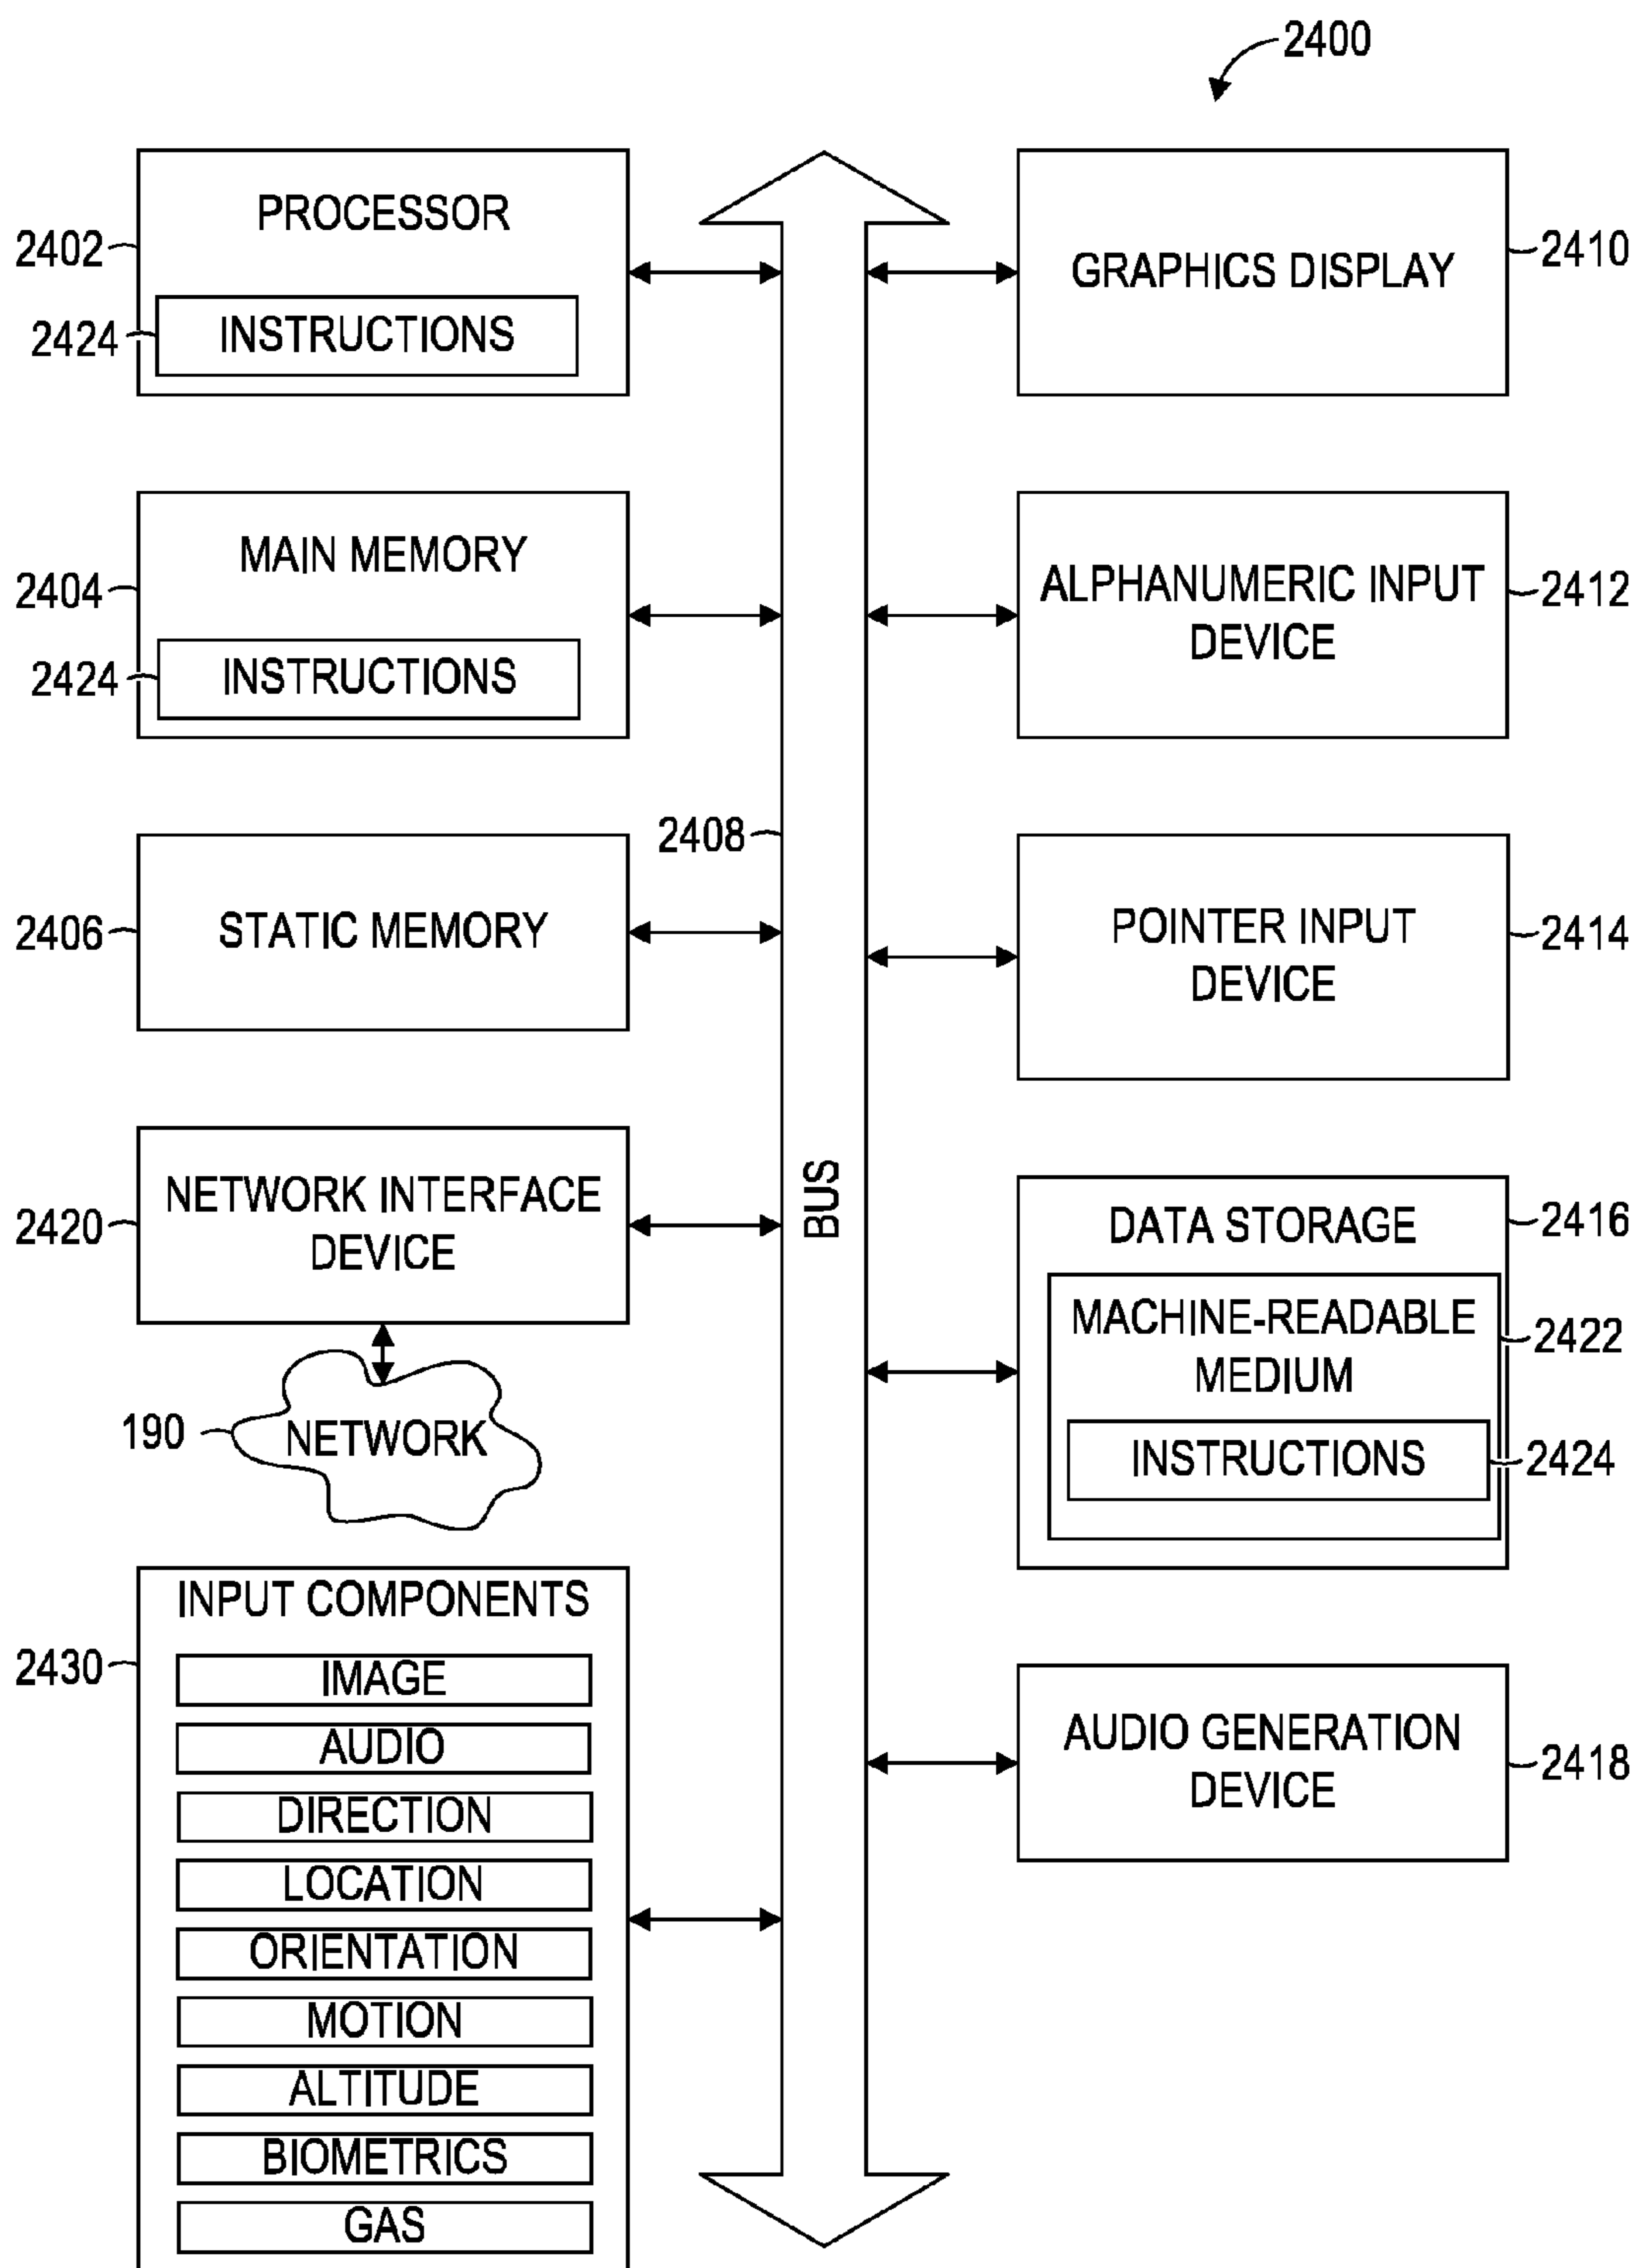 2400
PROCESSOR
2402
2424
INSTRUCTIONS
MAIN MEMORY
2404
2424
INSTRUCTIONS
2406
STATIC MEMORY
2420
NETWORK INTERFACE
DEVICE
190
NETWORK
INPUT COMPONENTS
2430
IMAGE
AUDIO
DIRECTION
LOCATION
ORIENTATION
MOTION
ALTITUDE
BIOMETRICS
GAS
2408
BUS
GRAPHICS DISPLAY
2410
ALPHANUMERIC INPUT
DEVICE
2412
POINTER INPUT
DEVICE
2414
DATA STORAGE
2416
MACHINE-READABLE
MEDIUM
2422
INSTRUCTIONS
2424
AUDIO GENERATION
DEVICE
2418